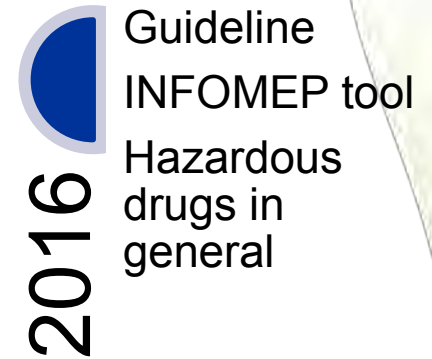 Guideline
INFOMEP tool
Hazardous
drugs in
general
2016